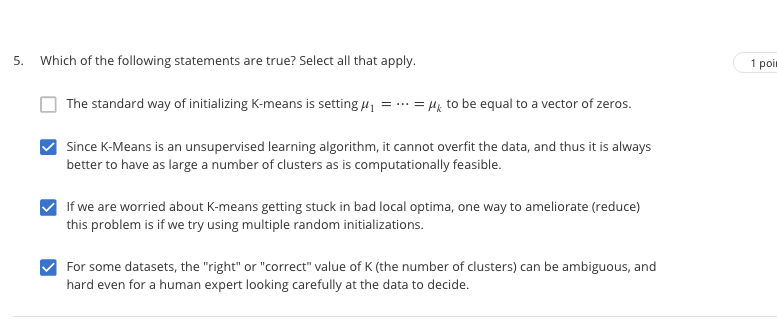 5. Which of the following statements are true? Select all that apply.
1 poi
The standard way of initializing K-means is setting μ₁ = ⋯ = μₖ to be equal to a vector of zeros.
Since K-Means is an unsupervised learning algorithm, it cannot overfit the data, and thus it is always
better to have as large a number of clusters as is computationally feasible.
If we are worried about K-means getting stuck in bad local optima, one way to ameliorate (reduce)
this problem is if we try using multiple random initializations.
For some datasets, the "right" or "correct" value of K (the number of clusters) can be ambiguous, and
hard even for a human expert looking carefully at the data to decide.